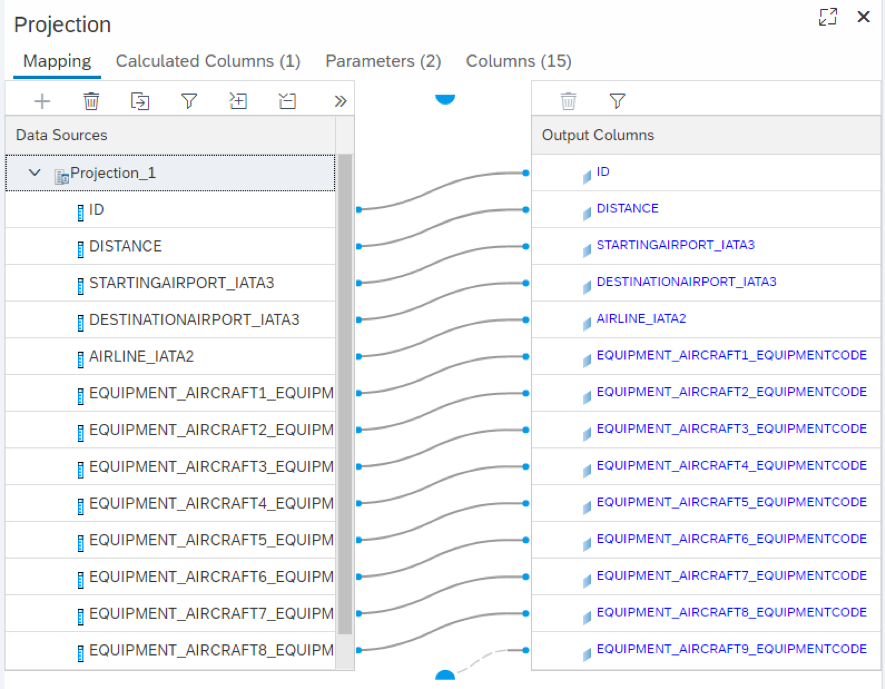 Projection
Mapping
Calculated Columns (1)
Parameters (2)
Columns (15)
Data Sources
Projection_1
ID
DISTANCE
STARTINGAIRPORT_IATA3
DESTINATIONAIRPORT_IATA3
AIRLINE_IATA2
EQUIPMENT_AIRCRAFT1_EQUIPM
EQUIPMENT_AIRCRAFT2_EQUIPM
EQUIPMENT_AIRCRAFT3_EQUIPM
EQUIPMENT_AIRCRAFT4_EQUIPM
EQUIPMENT_AIRCRAFT5_EQUIPM
EQUIPMENT_AIRCRAFT6_EQUIPM
EQUIPMENT_AIRCRAFT7_EQUIPM
EQUIPMENT_AIRCRAFT8_EQUIPM
Output Columns
ID
DISTANCE
STARTINGAIRPORT_IATA3
DESTINATIONAIRPORT_IATA3
AIRLINE_IATA2
EQUIPMENT_AIRCRAFT1_EQUIPMENTCODE
EQUIPMENT_AIRCRAFT2_EQUIPMENTCODE
EQUIPMENT_AIRCRAFT3_EQUIPMENTCODE
EQUIPMENT_AIRCRAFT4_EQUIPMENTCODE
EQUIPMENT_AIRCRAFT5_EQUIPMENTCODE
EQUIPMENT_AIRCRAFT6_EQUIPMENTCODE
EQUIPMENT_AIRCRAFT7_EQUIPMENTCODE
EQUIPMENT_AIRCRAFT8_EQUIPMENTCODE
EQUIPMENT_AIRCRAFT9_EQUIPMENTCODE